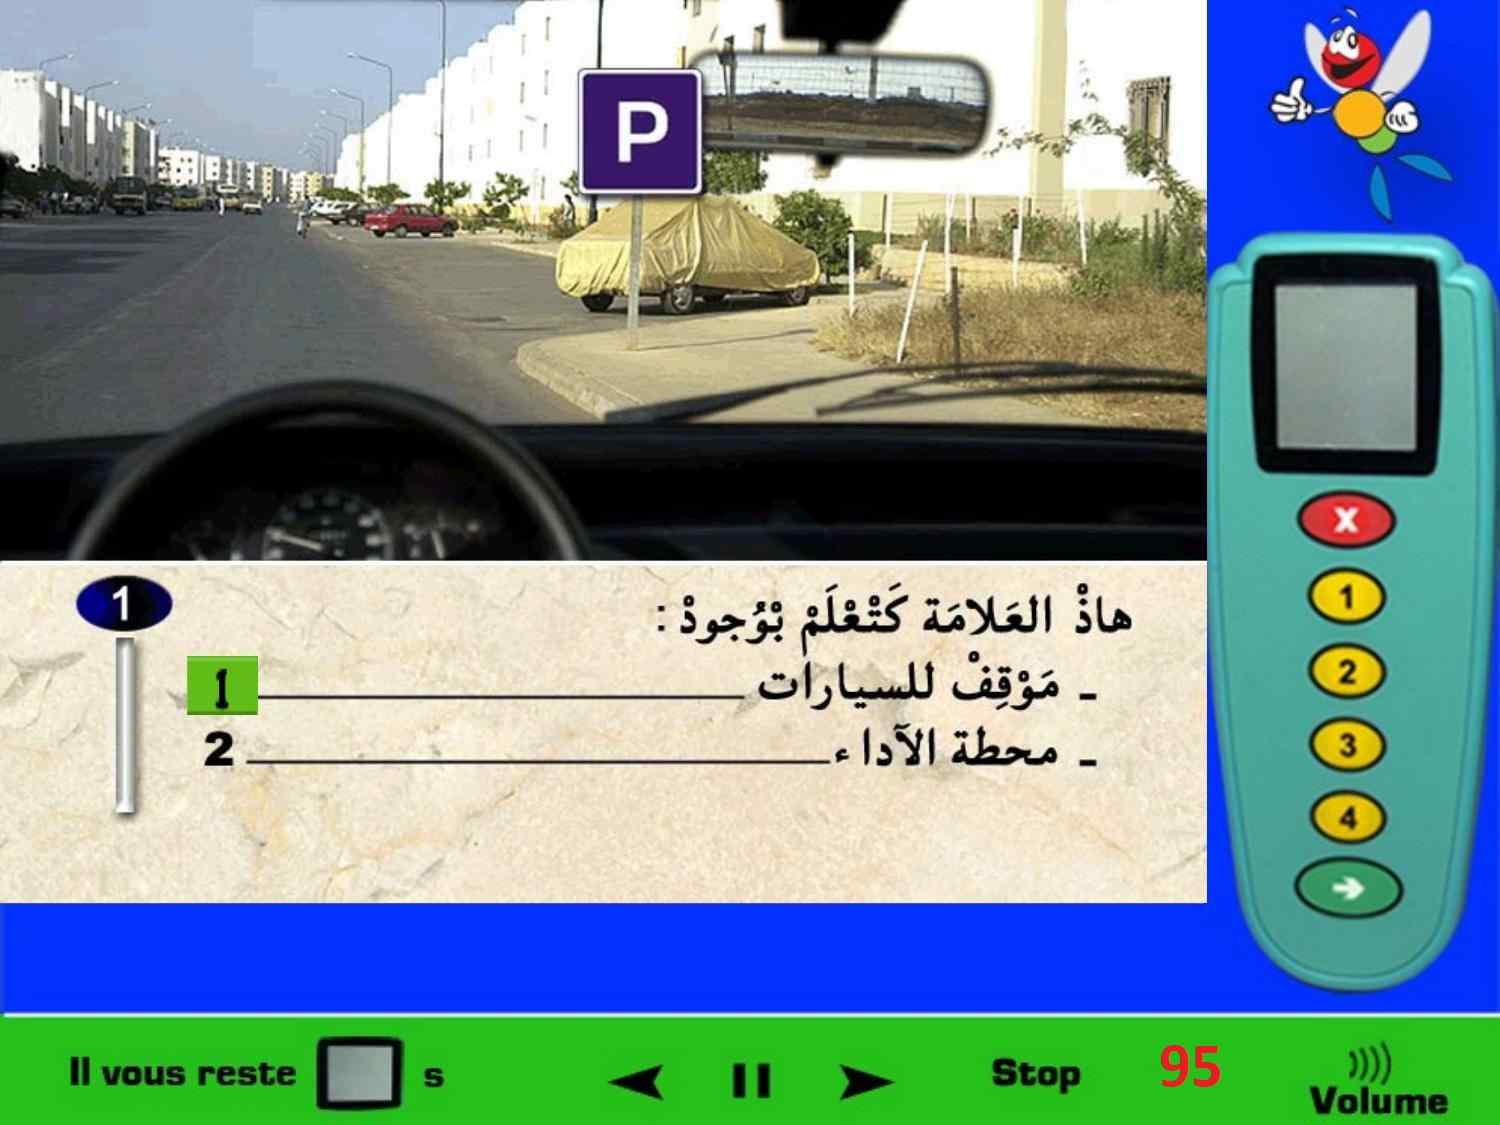 P
1
هاذْ العَلامَة كَتْعْلَمْ بْوُجودْ :
- مَوْقِفْ للسيارات 1
- محطة الآداء 2
X
1
2
3
4
Il vous reste s
Stop
95
Volume